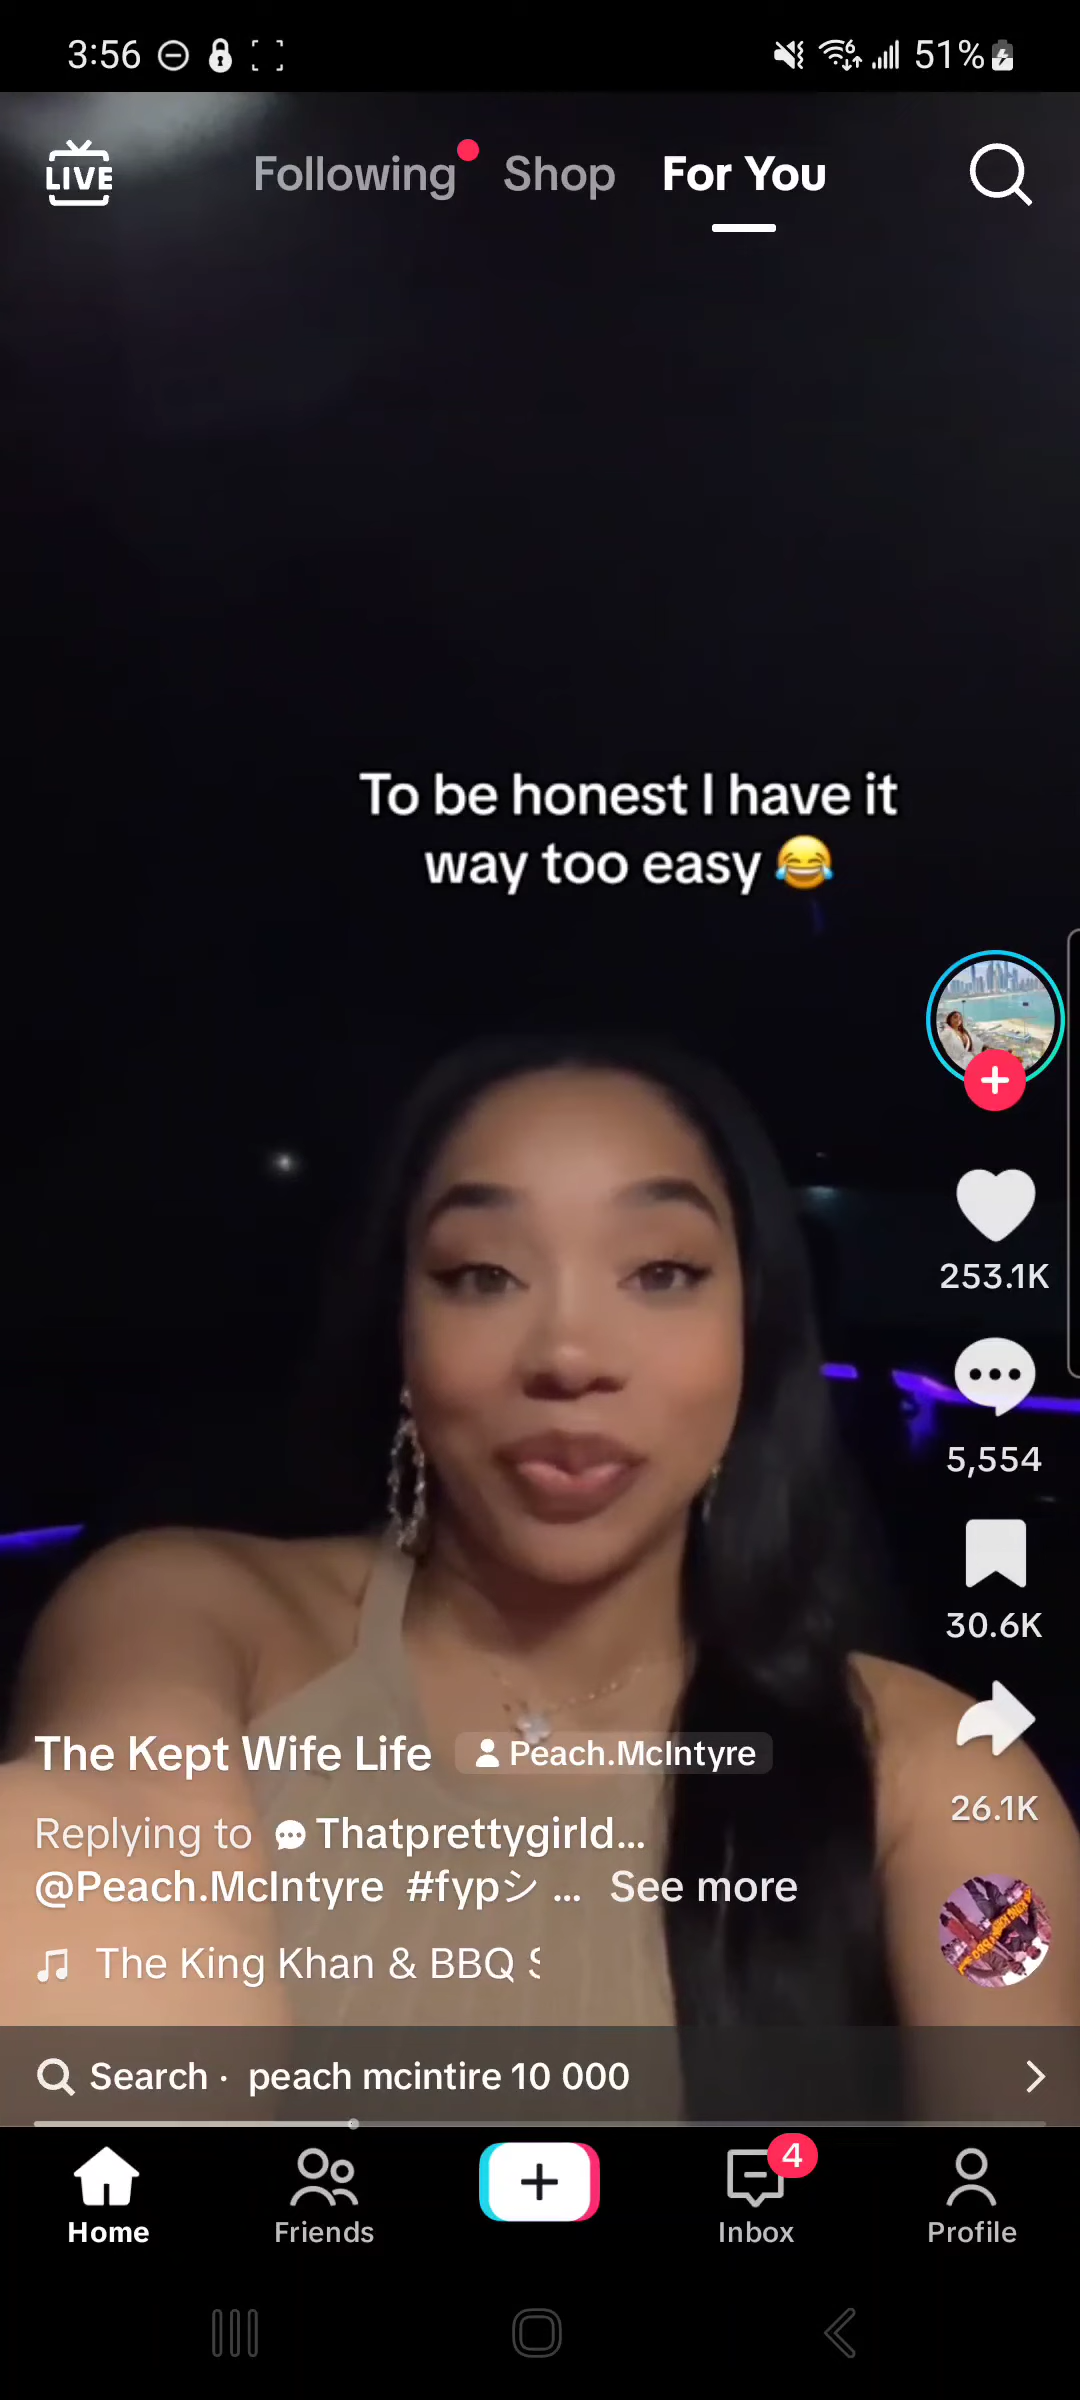 3:56
51%
LIVE
Following
Shop
For You
To be honest I have it
way too easy 😂
253.1K
5,554
30.6K
26.1K
The Kept Wife Life
Peach.McIntyre
Replying to Thatprettygirld...
@Peach.McIntyre #fypシ ... See more
The King Khan & BBQ S
Search · peach mcintire 10 000
Home
Friends
4
Inbox
Profile